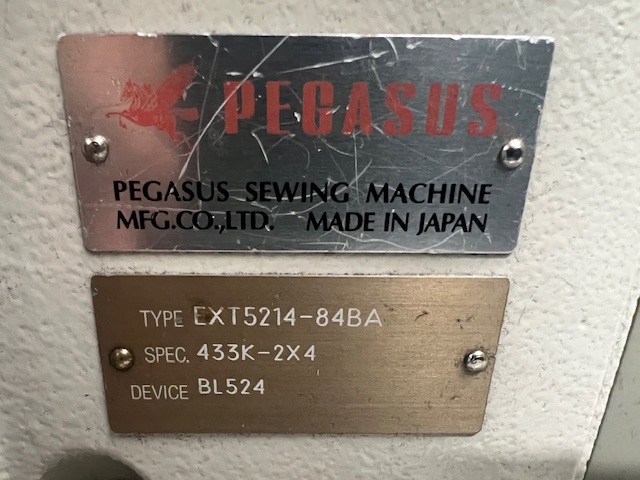 PEGASUS
PEGASUS SEWING MACHINE
MFG.CO.,LTD. MADE IN JAPAN
TYPE EXT5214-84BA
SPEC. 433K-2X4
DEVICE BL524